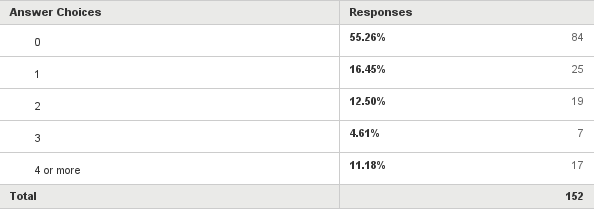 Answer Choices Responses
0 55.26% 84
1 16.45% 25
2 12.50% 19
3 4.61% 7
4 or more 11.18% 17
Total 152